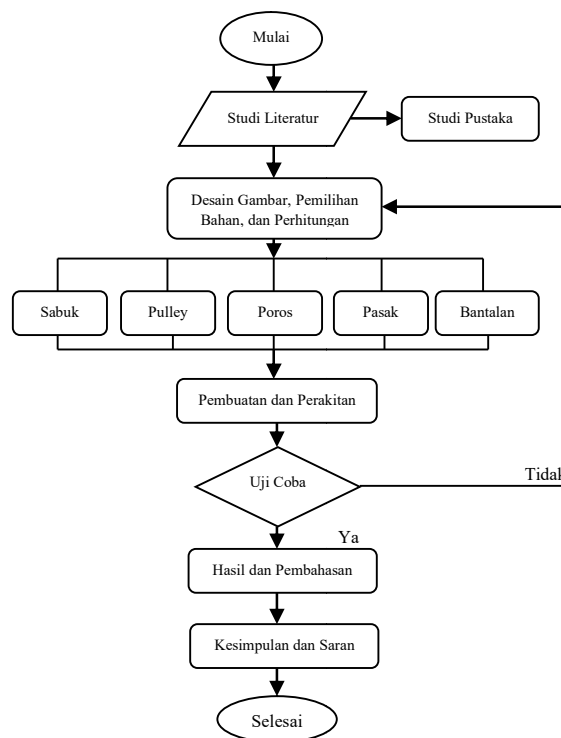 Mulai
Studi Literatur
Studi Pustaka
Desain Gambar, Pemilihan
Bahan, dan Perhitungan
Sabuk
Pulley
Poros
Pasak
Bantalan
Pembuatan dan Perakitan
Uji Coba
Tidak
Ya
Hasil dan Pembahasan
Kesimpulan dan Saran
Selesai